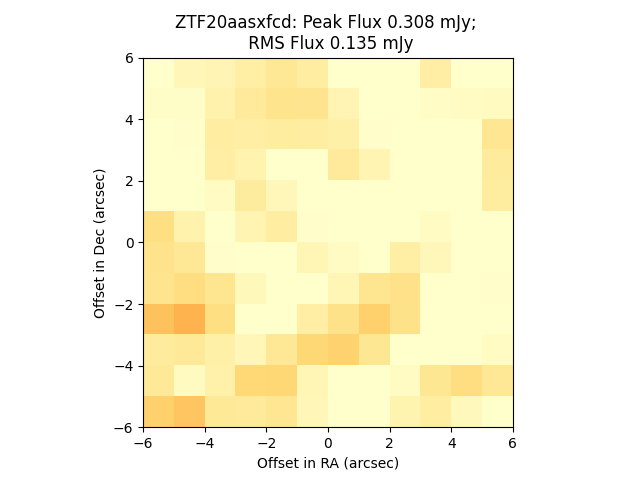 ZTF20aasxfcd: Peak Flux 0.308 mJy;
RMS Flux 0.135 mJy
6
4
2
0
−2
−4
−6
Offset in Dec (arcsec)
−6 −4 −2 0 2 4 6
Offset in RA (arcsec)